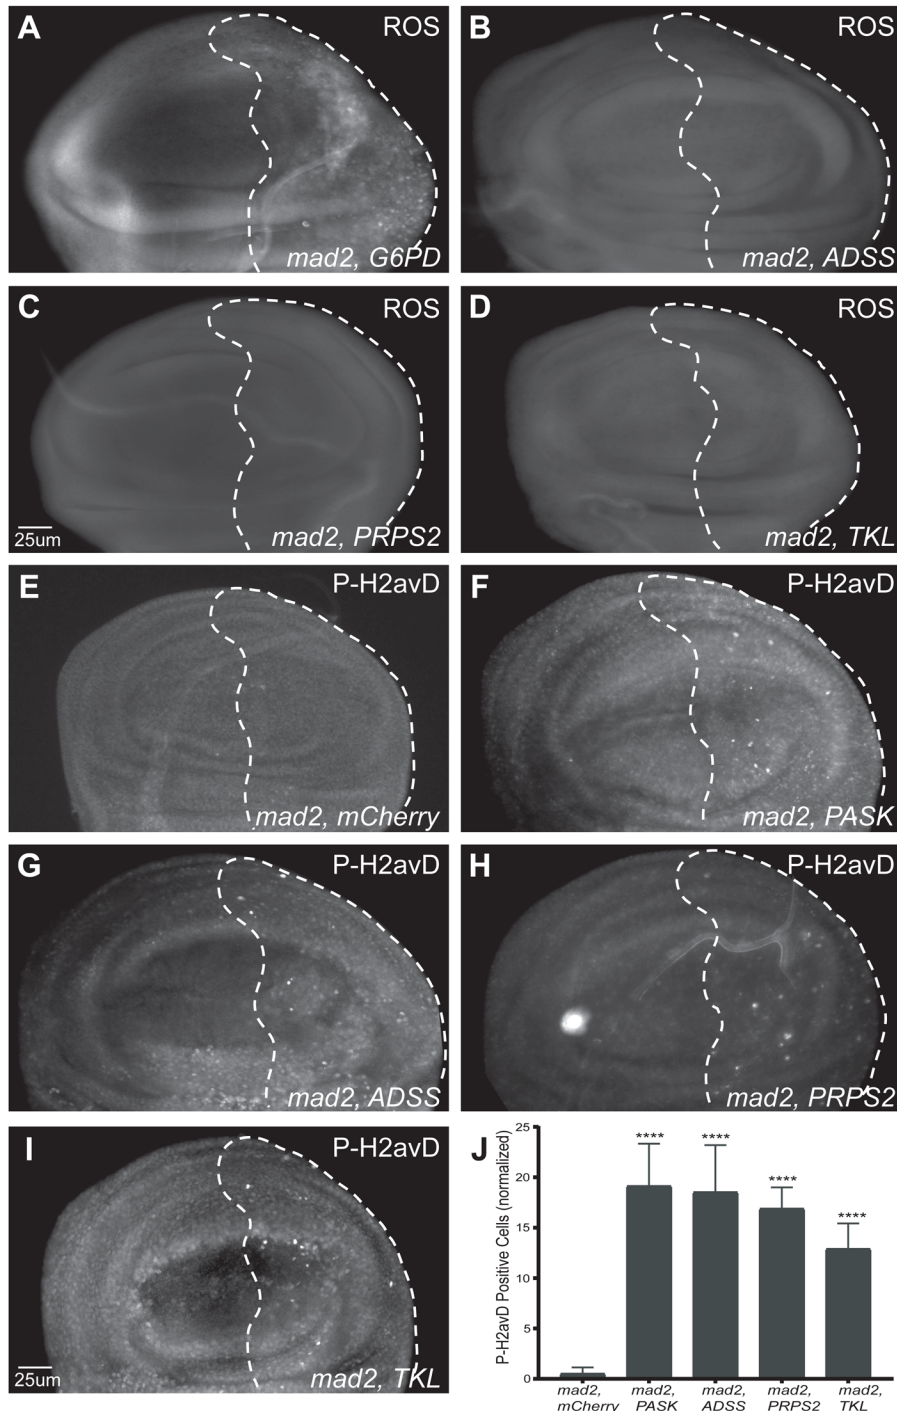 A ROS
mad2, G6PD
B ROS
mad2, ADSS
C ROS
25um
mad2, PRPS2
D ROS
mad2, TKL
E P-H2avD
mad2, mCherry
F P-H2avD
mad2, PASK
G P-H2avD
mad2, ADSS
H P-H2avD
mad2, PRPS2
I P-H2avD
25um
mad2, TKL
J
P-H2avD Positive Cells (normalized)
25
20
15
10
5
0
****
****
****
****
mad2,
mCherry
mad2,
PASK
mad2,
ADSS
mad2,
PRPS2
mad2,
TKL